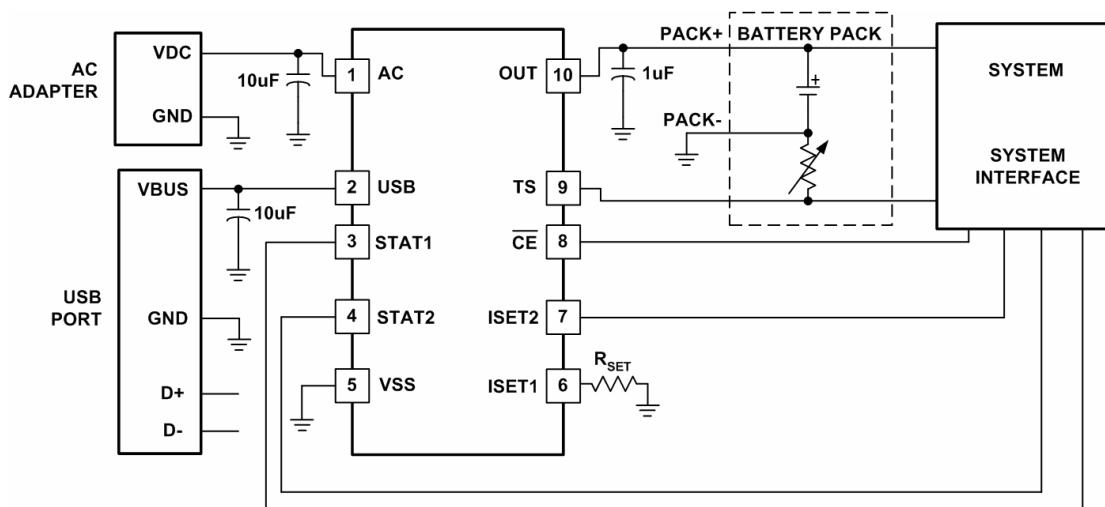 AC
ADAPTER
VDC
GND
10uF
1 AC
OUT 10
1uF
PACK+
BATTERY PACK
+
PACK-
SYSTEM
SYSTEM
INTERFACE
USB
PORT
VBUS
GND
D+
D-
10uF
2 USB
3 STAT1
4 STAT2
5 VSS
TS 9
CE 8
ISET2 7
ISET1 6
RSET